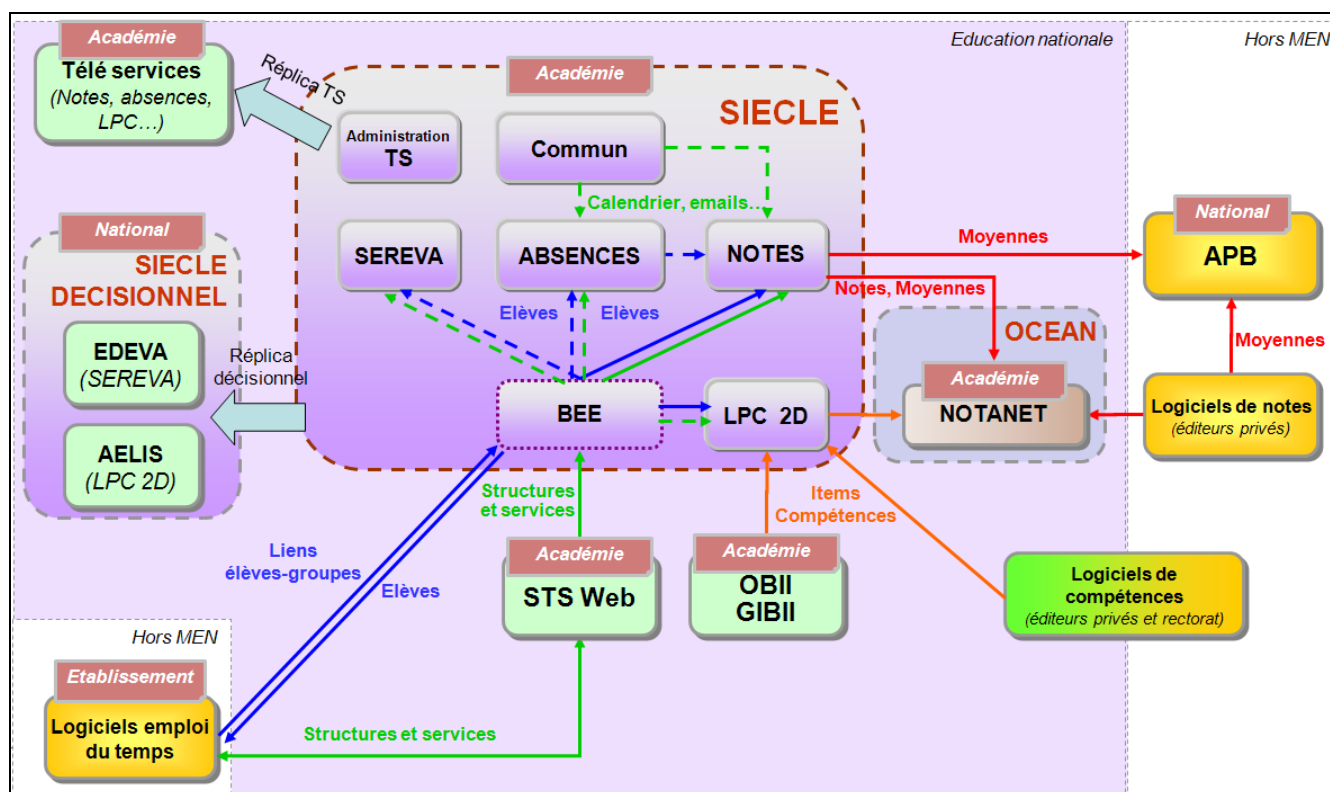 Education nationale
Hors MEN
Académie
Télé services
(Notes, absences,
LPC…)
Réplica TS
Académie
SIECLE
Administration
TS
Commun
Calendrier, emails…
National
SIECLE
DECISIONNEL
EDEVA
(SEREVA)
AELIS
(LPC 2D)
Réplica
décisionnel
SEREVA
ABSENCES
NOTES
Elèves
Elèves
BEE
LPC 2D
Moyennes
Notes, Moyennes
National
APB
Moyennes
OCEAN
Académie
NOTANET
Logiciels de notes
(éditeurs privés)
Structures
et services
Items
Compétences
Liens
élèves-groupes
Elèves
Académie
STS Web
Académie
OBII
GIBII
Logiciels de
compétences
(éditeurs privés et rectorat)
Hors MEN
Etablissement
Logiciels emploi
du temps
Structures et services